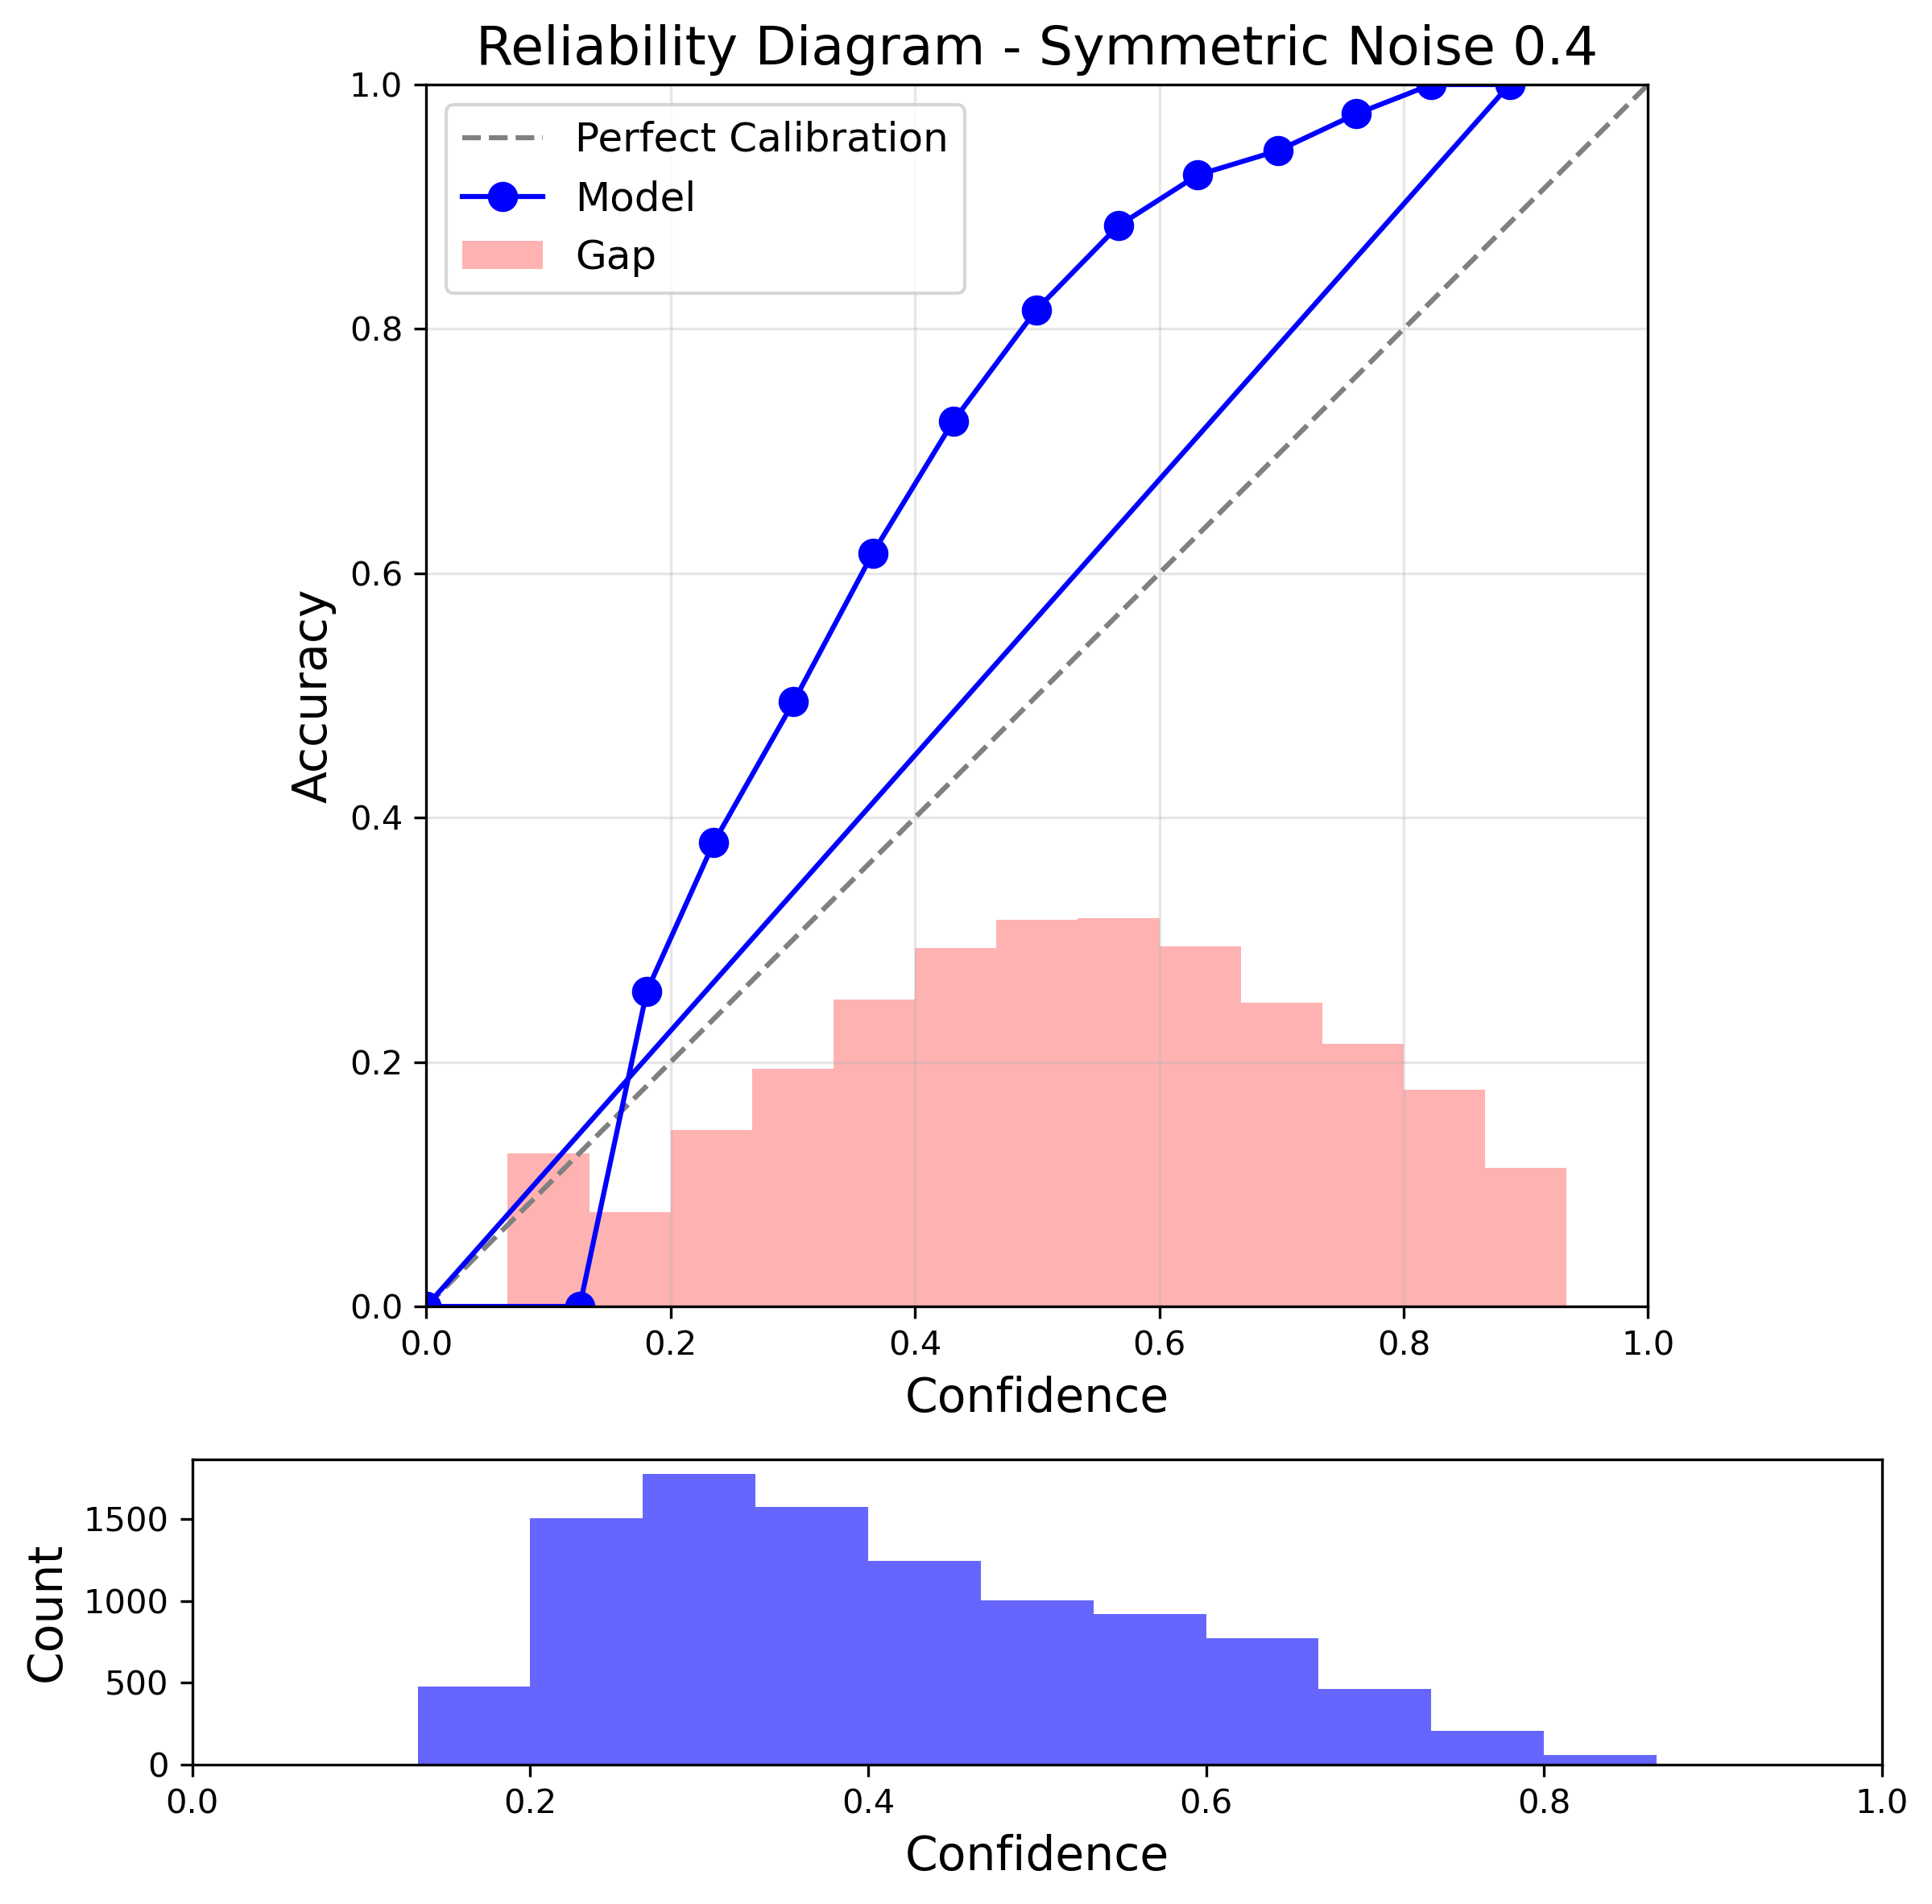 Reliability Diagram - Symmetric Noise 0.4
Perfect Calibration
Model
Gap
1.0
0.8
0.6
0.4
0.2
0.0
Accuracy
0.0 0.2 0.4 0.6 0.8 1.0
Confidence
1500
1000
500
0
Count
0.0 0.2 0.4 0.6 0.8 1.0
Confidence